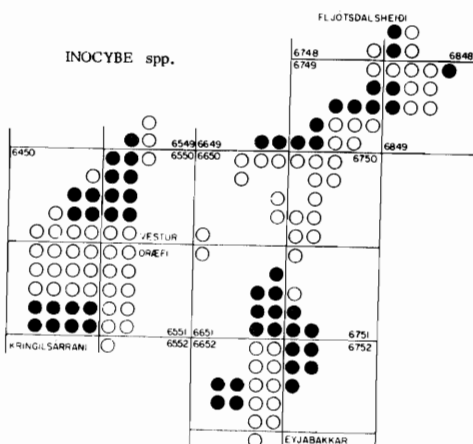 FLJÓTSDALSHEIÐI
INOCYBE spp.
6748 6848
6749
6450 6549 6649
6550 6650 6750 6849
VESTUR
ÖRÆFI
6551 6651 6751
KRINGILSÁRRANI 6552 6652 6752
EYJABAKKAR